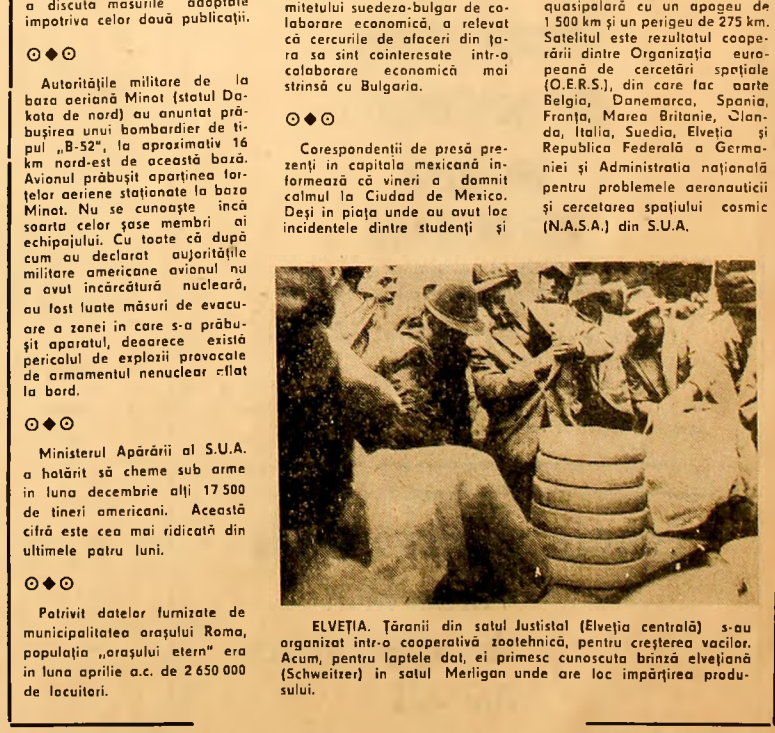 a discuta măsurile adoptate
împotriva celor două publicații.
Autoritățile militare de la
baza aeriană Minot (statul Da-
kota de nord) au anuntat pră-
bușirea unui bombardier de ti-
pul „B-52", la aproximativ 16
km nord-est de această bază.
Avionul prăbușit aparținea for-
țelor aeriene staționate la baza
Minot. Nu se cunoaște încă
soarta celor șase membri ai
echipajului. Cu toate că după
cum au declarat autoritățile
militare americane avionul nu
a avut încărcătură nucleară,
au fost luate măsuri de evacu-
are a zonei in care s-a prăbu-
șit aparatul, deoarece există
pericolul de explozii provocate
de armamentul nenuclear aflat
la bord.
Ministerul Apărării al S.U.A.
a hotărît să cheme sub arme
in luna decembrie alți 17 500
de tineri americani. Această
cifră este cea mai ridicată din
ultimele patru luni.
Potrivit datelor furnizate de
municipalitatea orașului Roma,
populația „orașului etern" era
in luna aprilie a.c. de 2 650 000
de locuitori.
mitetului suedezo-bulgar de co-
laborare economică, a relevat
că cercurile de afaceri din ța-
ra sa sint cointeresate intr-o
colaborare economică mai
strinsă cu Bulgaria.
Corespondenții de presă pre-
zenți in capitala mexicană in-
formează că vineri a domnit
calmul la Ciudad de Mexico.
Deși in piața unde au avut loc
incidentele dintre studenți și
quasipolară cu un apogeu de
1 500 km și un perigeu de 275 km.
Satelitul este rezultatul coope-
rării dintre Organizația euro-
peană de cercetări spațiale
(O.E.R.S.), din care fac parte
Belgia, Danemarca, Spania,
Franța, Marea Britanie, Olan-
da, Italia, Suedia, Elveția și
Republica Federală a Germa-
niei și Administratia națională
pentru problemele aeronauticii
și cercetarea spațiului cosmic
(N.A.S.A.) din S.U.A.
ELVEȚIA. Țăranii din satul Justistal (Elveția centrală) s-au
organizat intr-o cooperativă zootehnică, pentru creșterea vacilor.
Acum, pentru laptele dat, ei primesc cunoscuta brinză elvețiană
(Schweitzer) in satul Merligan unde are loc impărțirea produ-
sului.